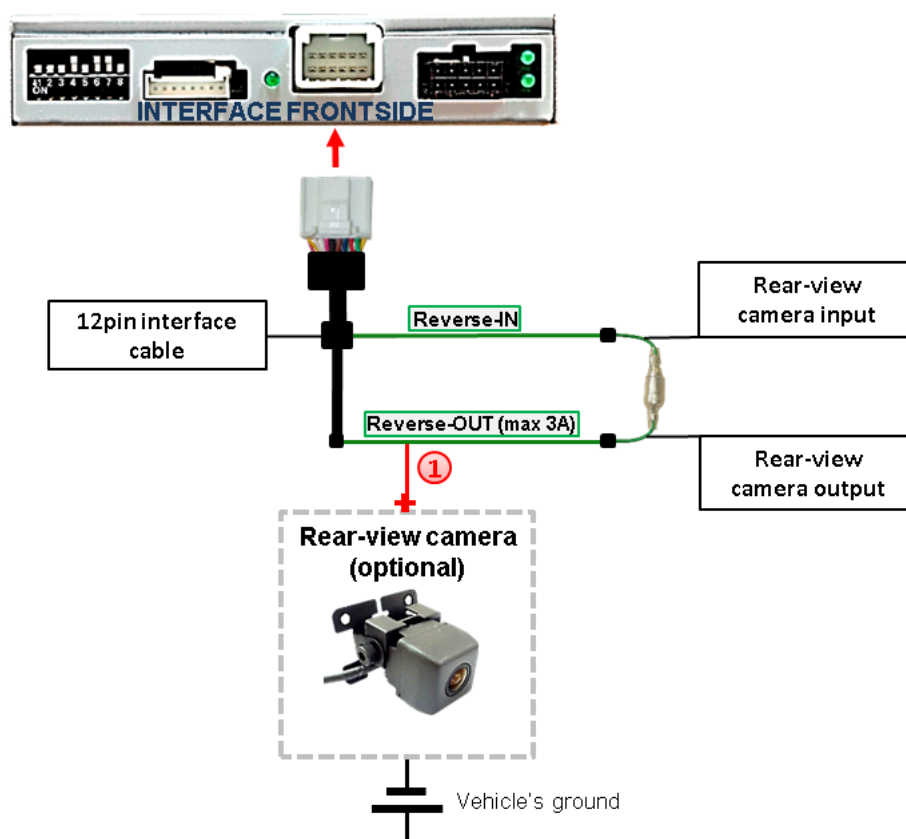 1 2 3 4 5 6 7 8
ON
INTERFACE FRONTSIDE
12pin interface
cable
Reverse-IN
Rear-view
camera input
Reverse-OUT (max 3A)
Rear-view
camera output
1
Rear-view camera
(optional)
Vehicle's ground